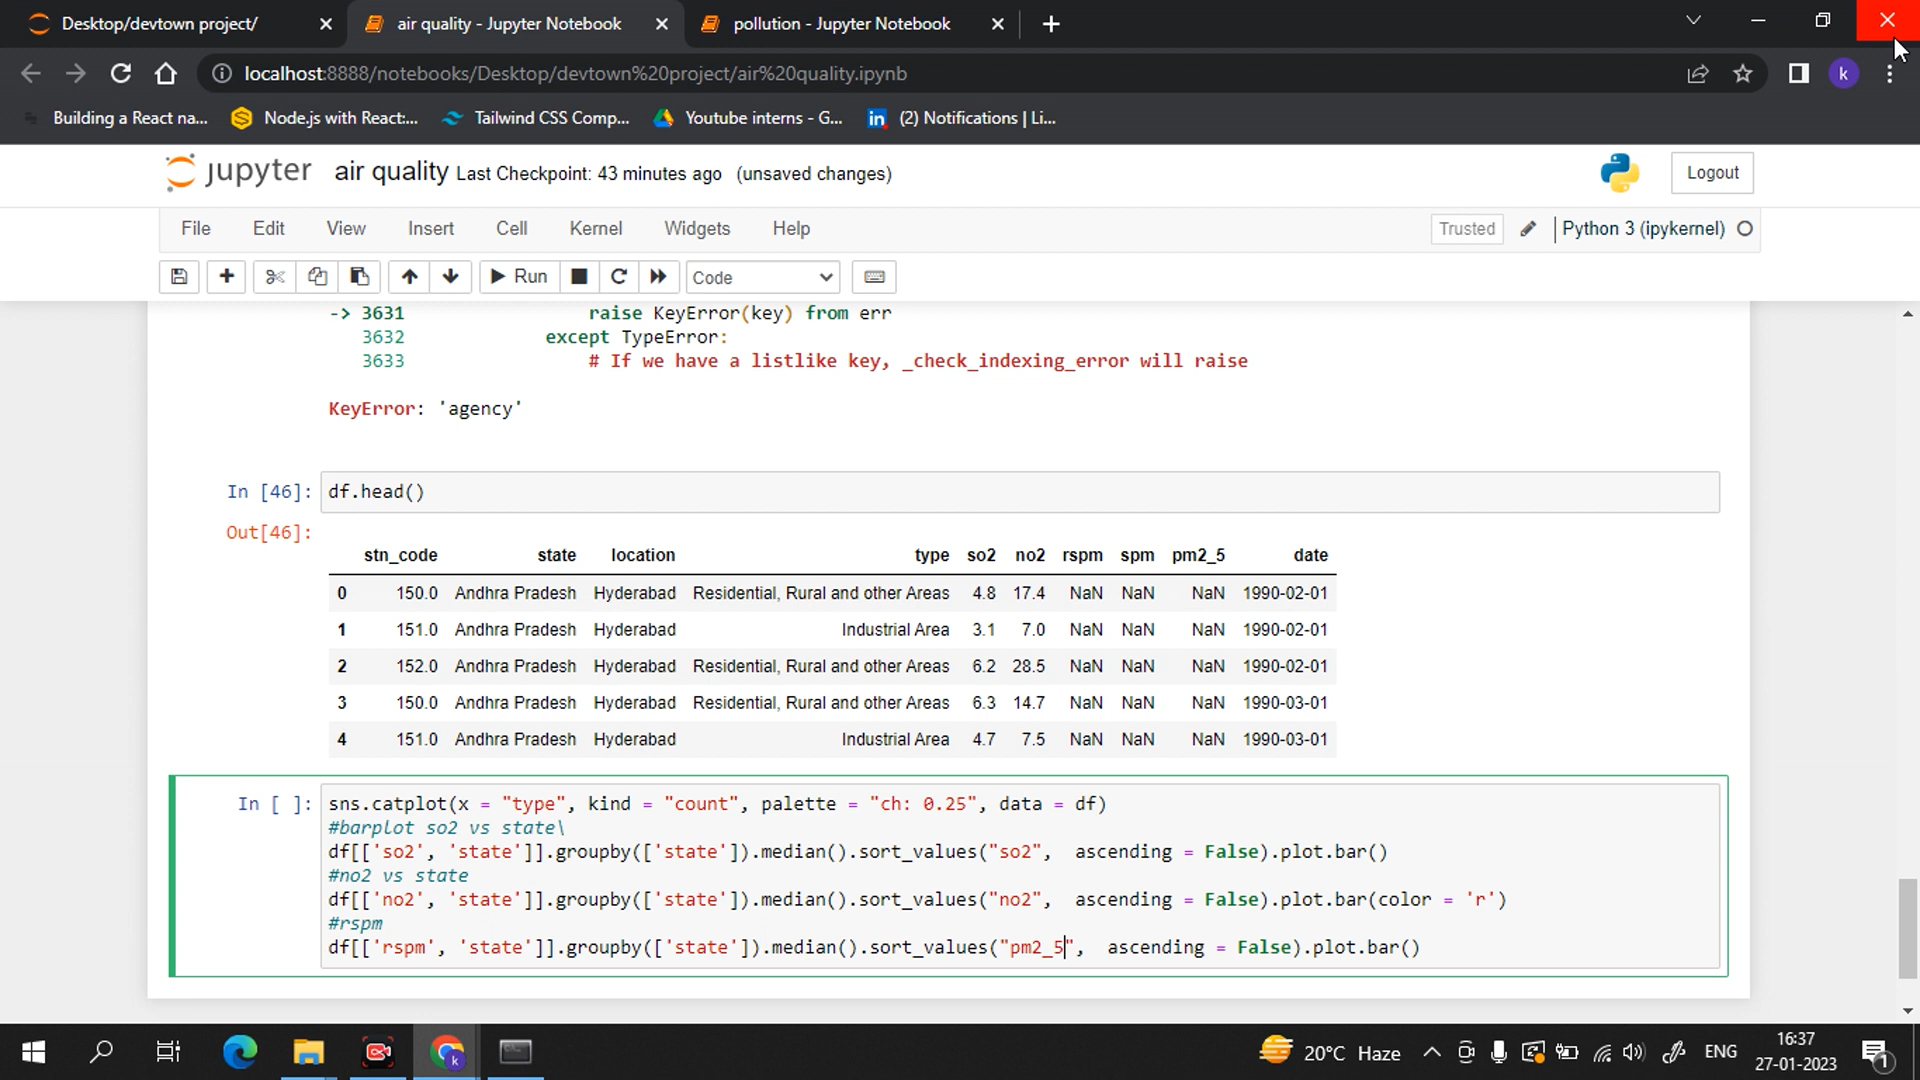 Desktop/devtown project/
air quality - Jupyter Notebook
pollution - Jupyter Notebook
localhost:8888/notebooks/Desktop/devtown%20project/air%20quality.ipynb
k
Building a React na...
Node.js with React:...
Tailwind CSS Comp...
Youtube interns - G...
in (2) Notifications | Li...
jupyter air quality Last Checkpoint: 43 minutes ago (unsaved changes)
Logout
File Edit View Insert Cell Kernel Widgets Help
Trusted
Python 3 (ipykernel)
Run
Code
-> 3631 raise KeyError(key) from err
3632 except TypeError:
3633 # If we have a listlike key, _check_indexing_error will raise
KeyError: 'agency'
In [46]: df.head()
Out[46]:
stn_code state location type so2 no2 rspm spm pm2_5 date
0 150.0 Andhra Pradesh Hyderabad Residential, Rural and other Areas 4.8 17.4 NaN NaN NaN 1990-02-01
1 151.0 Andhra Pradesh Hyderabad Industrial Area 3.1 7.0 NaN NaN NaN 1990-02-01
2 152.0 Andhra Pradesh Hyderabad Residential, Rural and other Areas 6.2 28.5 NaN NaN NaN 1990-02-01
3 150.0 Andhra Pradesh Hyderabad Residential, Rural and other Areas 6.3 14.7 NaN NaN NaN 1990-03-01
4 151.0 Andhra Pradesh Hyderabad Industrial Area 4.7 7.5 NaN NaN NaN 1990-03-01
In [ ]: sns.catplot(x = "type", kind = "count", palette = "ch: 0.25", data = df)
#barplot so2 vs state\
df[['so2', 'state']].groupby(['state']).median().sort_values("so2", ascending = False).plot.bar()
#no2 vs state
df[['no2', 'state']].groupby(['state']).median().sort_values("no2", ascending = False).plot.bar(color = 'r')
#rspm
df[['rspm', 'state']].groupby(['state']).median().sort_values("pm2_5", ascending = False).plot.bar()
k
20°C Haze
ENG
16:37
27-01-2023
1